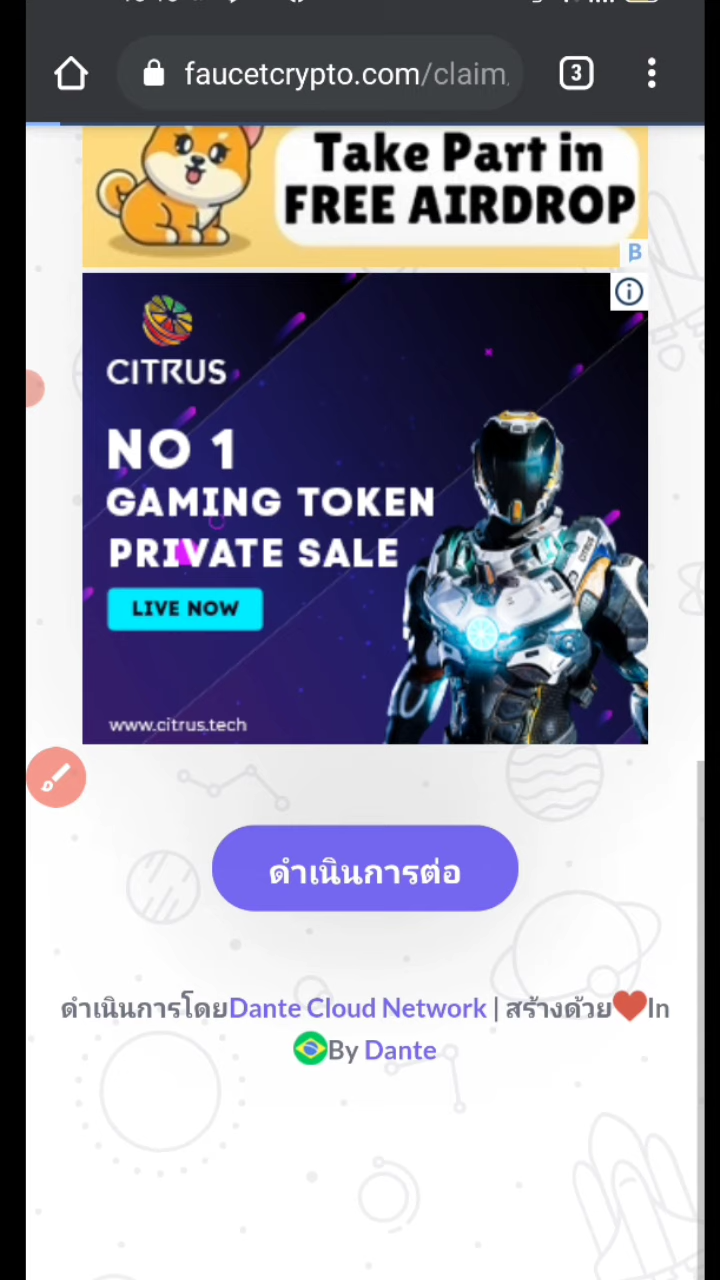 faucetcrypto.com/claim
3
Take Part in
FREE AIRDROP
B
CITRUS
NO 1
GAMING TOKEN
PRIVATE SALE
LIVE NOW
CITRUS
www.citrus.tech
ดำเนินการต่อ
ดำเนินการโดยDante Cloud Network | สร้างด้วย❤️In
🇧🇷By Dante